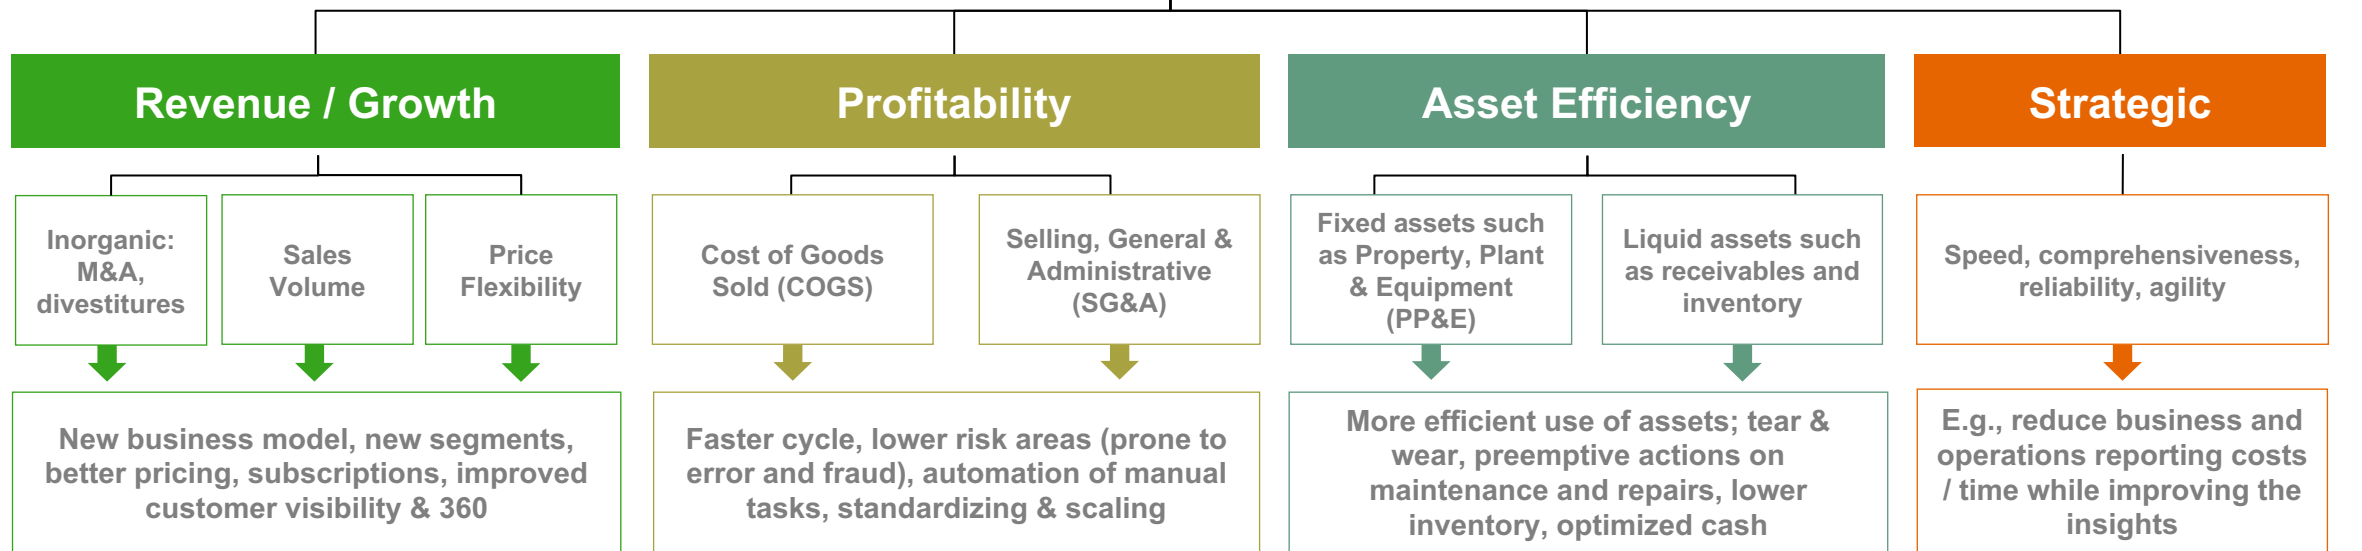 Revenue / Growth
Profitability
Asset Efficiency
Strategic
Inorganic:
M&A,
divestitures
Sales
Volume
Price
Flexibility
Cost of Goods
Sold (COGS)
Selling, General &
Administrative
(SG&A)
Fixed assets such
as Property, Plant
& Equipment
(PP&E)
Liquid assets such
as receivables and
inventory
Speed, comprehensiveness,
reliability, agility
New business model, new segments,
better pricing, subscriptions, improved
customer visibility & 360
Faster cycle, lower risk areas (prone to
error and fraud), automation of manual
tasks, standardizing & scaling
More efficient use of assets; tear &
wear, preemptive actions on
maintenance and repairs, lower
inventory, optimized cash
E.g., reduce business and
operations reporting costs
/ time while improving the
insights